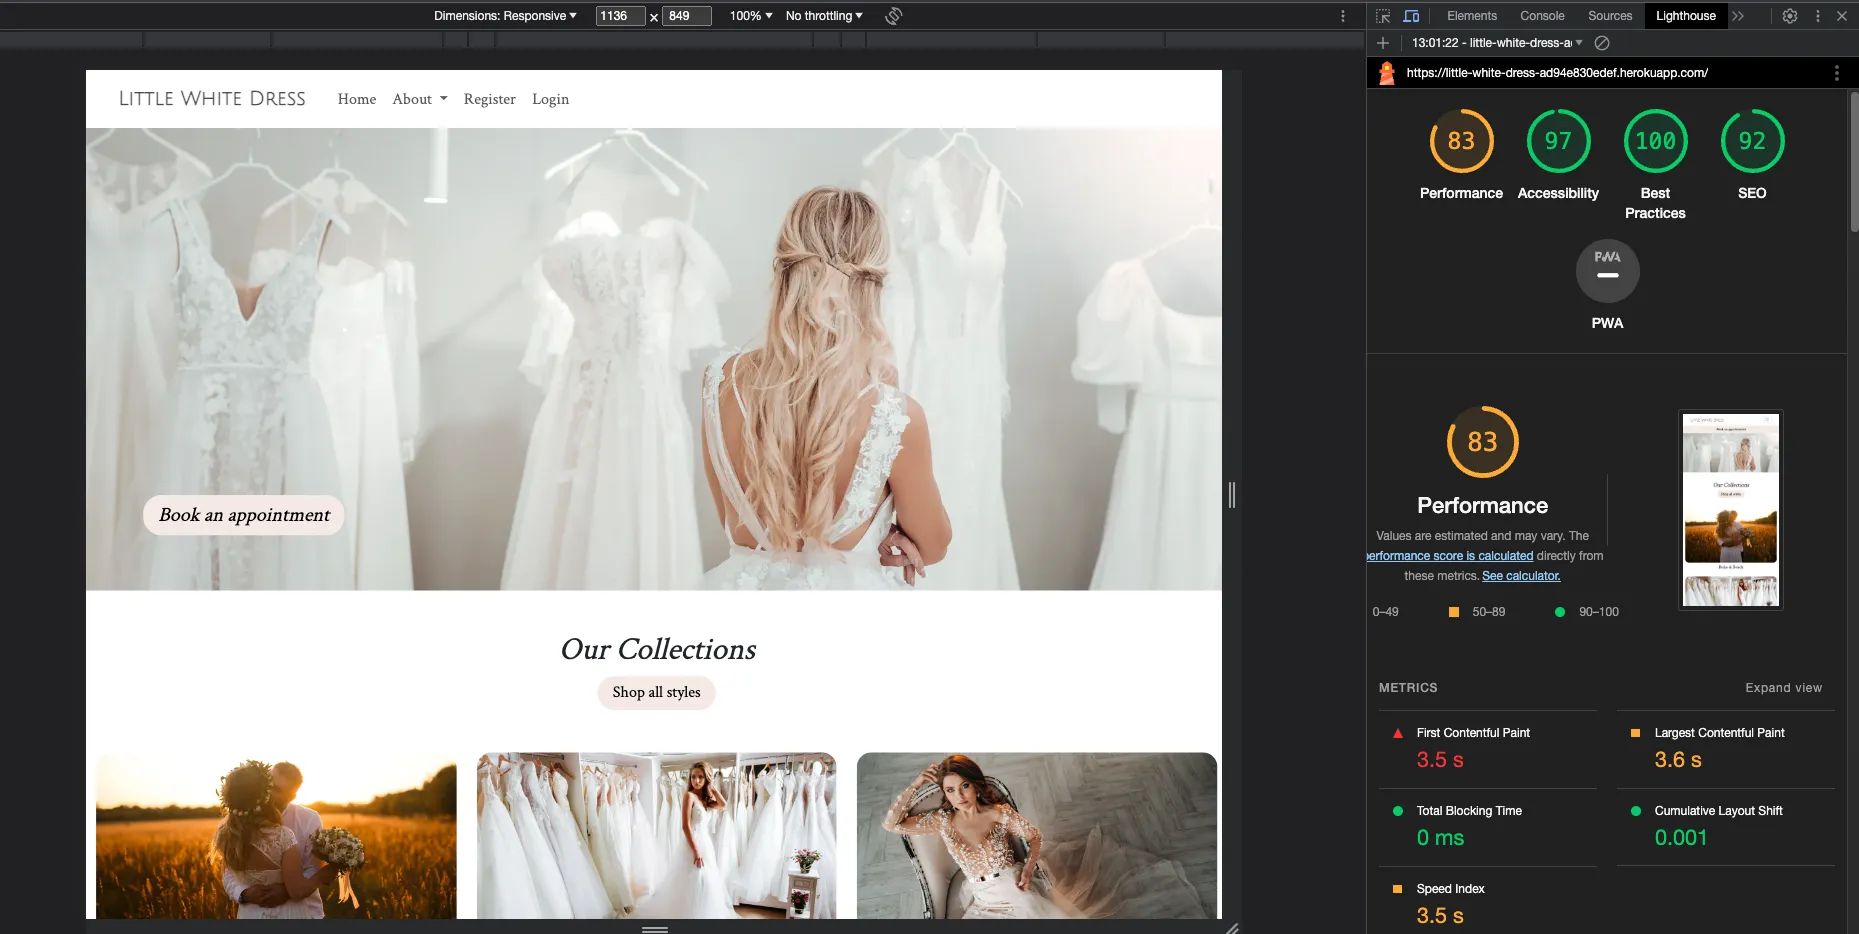 Dimensions: Responsive
1136
×
849
100%
No throttling
Elements
Console
Sources
Lighthouse
13:01:22 - little-white-dress-a
https://little-white-dress-ad94e830edef.herokuapp.com/
LITTLE WHITE DRESS
Home
About
Register
Login
Book an appointment
Our Collections
Shop all styles
83
97
100
92
Performance
Accessibility
Best
Practices
SEO
PWA
PWA
83
Performance
Values are estimated and may vary. The
performance score is calculated directly from
these metrics. See calculator.
0–49
50–89
90–100
Our Collections
METRICS
Expand view
First Contentful Paint
3.5 s
Largest Contentful Paint
3.6 s
Total Blocking Time
0 ms
Cumulative Layout Shift
0.001
Speed Index
3.5 s